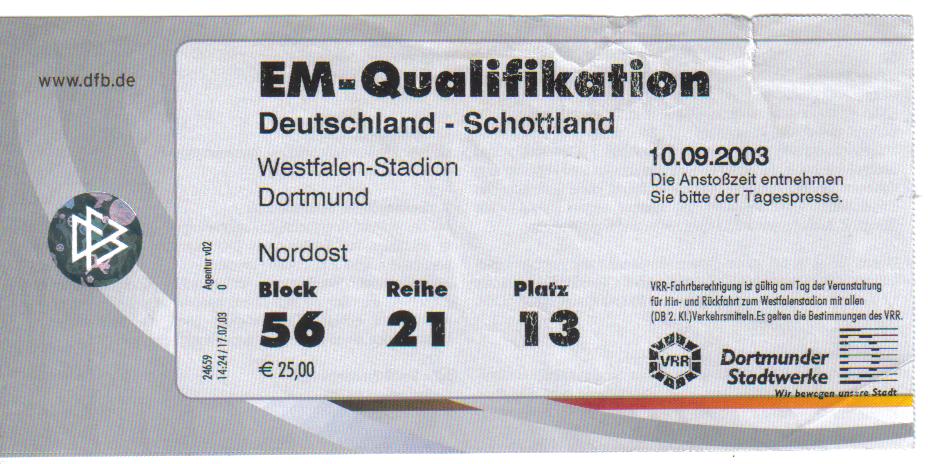 www.dfb.de
EM-Qualifikation
Deutschland - Schottland
Westfalen-Stadion
Dortmund
10.09.2003
Die Anstoßzeit entnehmen
Sie bitte der Tagespresse.
Nordost
Block Reihe Platz
56 21 13
€ 25,00
Agentur v02
0
24659
14:24/17.07.03
VRR-Fahrtberechtigung ist gültig am Tag der Veranstaltung
für Hin- und Rückfahrt zum Westfalenstadion mit allen
(DB 2. Kl.)Verkehrsmitteln.Es gelten die Bestimmungen des VRR.
VRR
Dortmunder
Stadtwerke
Wir bewegen unsere Stadt